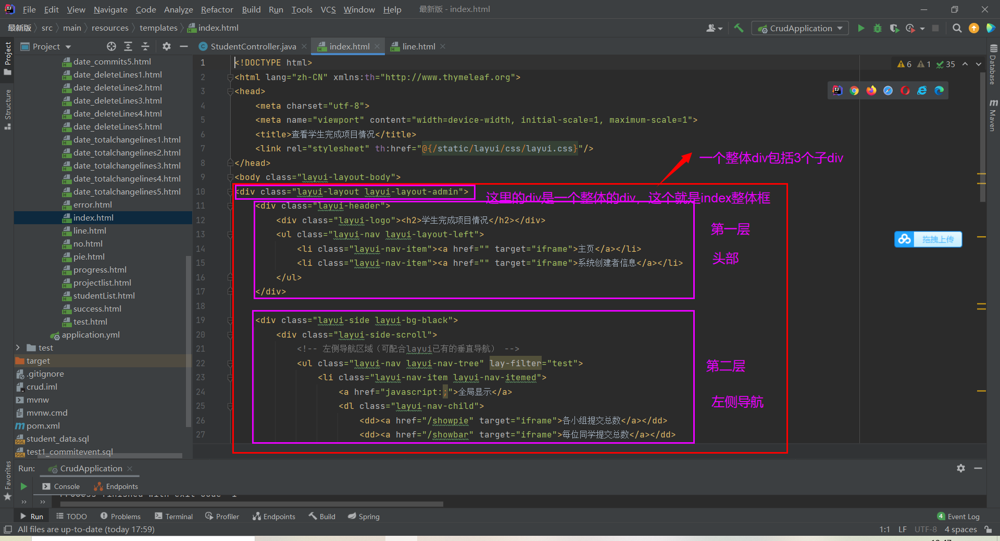 File Edit View Navigate Code Analyze Refactor Build Run Tools VCS Window Help 最新版 - index.html
最新版 src main resources templates index.html
CrudApplication
Project
StudentController.java index.html line.html
date_commits5.html
date_deleteLines1.html
date_deleteLines2.html
date_deleteLines3.html
date_deleteLines4.html
date_deleteLines5.html
date_totalchangelines1.html
date_totalchangelines2.html
date_totalchangelines3.html
date_totalchangelines4.html
date_totalchangelines5.html
error.html
index.html
line.html
no.html
pie.html
progress.html
projectlist.html
studentList.html
success.html
test.html
application.yml
test
target
.gitignore
crud.iml
mvnw
mvnw.cmd
pom.xml
student_data.sql
test1_commitevent.sql
Project
Structure
Favorites
1 <!DOCTYPE html>
2 <html lang="zh-CN" xmlns:th="http://www.thymeleaf.org">
3 <head>
4 <meta charset="utf-8">
5 <meta name="viewport" content="width=device-width, initial-scale=1, maximum-scale=1">
6 <title>查看学生完成项目情况</title>
7 <link rel="stylesheet" th:href="@{/static/layui/css/layui.css}"/>
8 </head>
9 <body class="layui-layout-body">
10 <div class="layui-layout layui-layout-admin">
11 <div class="layui-header">
12 <div class="layui-logo"><h2>学生完成项目情况</h2></div>
13 <ul class="layui-nav layui-layout-left">
14 <li class="layui-nav-item"><a href="" target="iframe">主页</a></li>
15 <li class="layui-nav-item"><a href="" target="iframe">系统创建者信息</a></li>
16 </ul>
17 </div>
18
19 <div class="layui-side layui-bg-black">
20 <div class="layui-side-scroll">
21 <!-- 左侧导航区域（可配合layui已有的垂直导航） -->
22 <ul class="layui-nav layui-nav-tree" lay-filter="test">
23 <li class="layui-nav-item layui-nav-itemed">
24 <a href="javascript:;">全局显示</a>
25 <dl class="layui-nav-child">
26 <dd><a href="/showpie" target="iframe">各小组提交总数</a></dd>
27 <dd><a href="/showbar" target="iframe">每位同学提交总数</a></dd>
一个整体div包括3个子div
这里的div是一个整体的div，这个就是index整体框
第一层
头部
第二层
左侧导航
6 1 35
拖拽上传
Database
Maven
Run: CrudApplication
Console Endpoints
Process finished with exit code -1
Run TODO Problems Terminal Profiler Endpoints Build Spring 4 Event Log
All files are up-to-date (today 17:59) 1:1 LF UTF-8 4 spaces